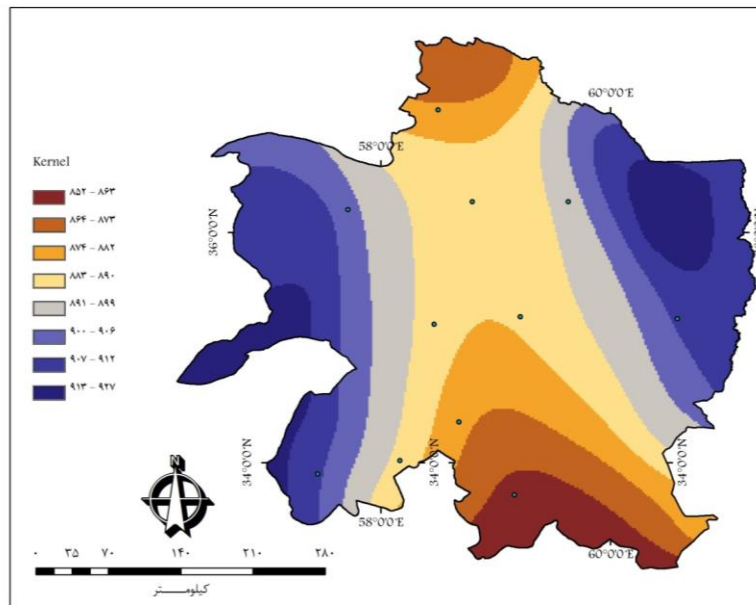 60°0'0"E
58°0'0"E
Kernel
۸۵۲ - ۸۶۳
۸۶۴ - ۸۷۳
۸۷۴ - ۸۸۲
۸۸۳ - ۸۹۰
۸۹۱ - ۸۹۹
۹۰۰ - ۹۰۶
۹۰۷ - ۹۱۲
۹۱۳ - ۹۲۷
36°0'0"N
34°0'0"N
34°0'0"N
34°0'0"N
N
58°0'0"E
60°0'0"E
۰ ۳۵ ۷۰ ۱۴۰ ۲۱۰ ۲۸۰
کیلومـــــتر